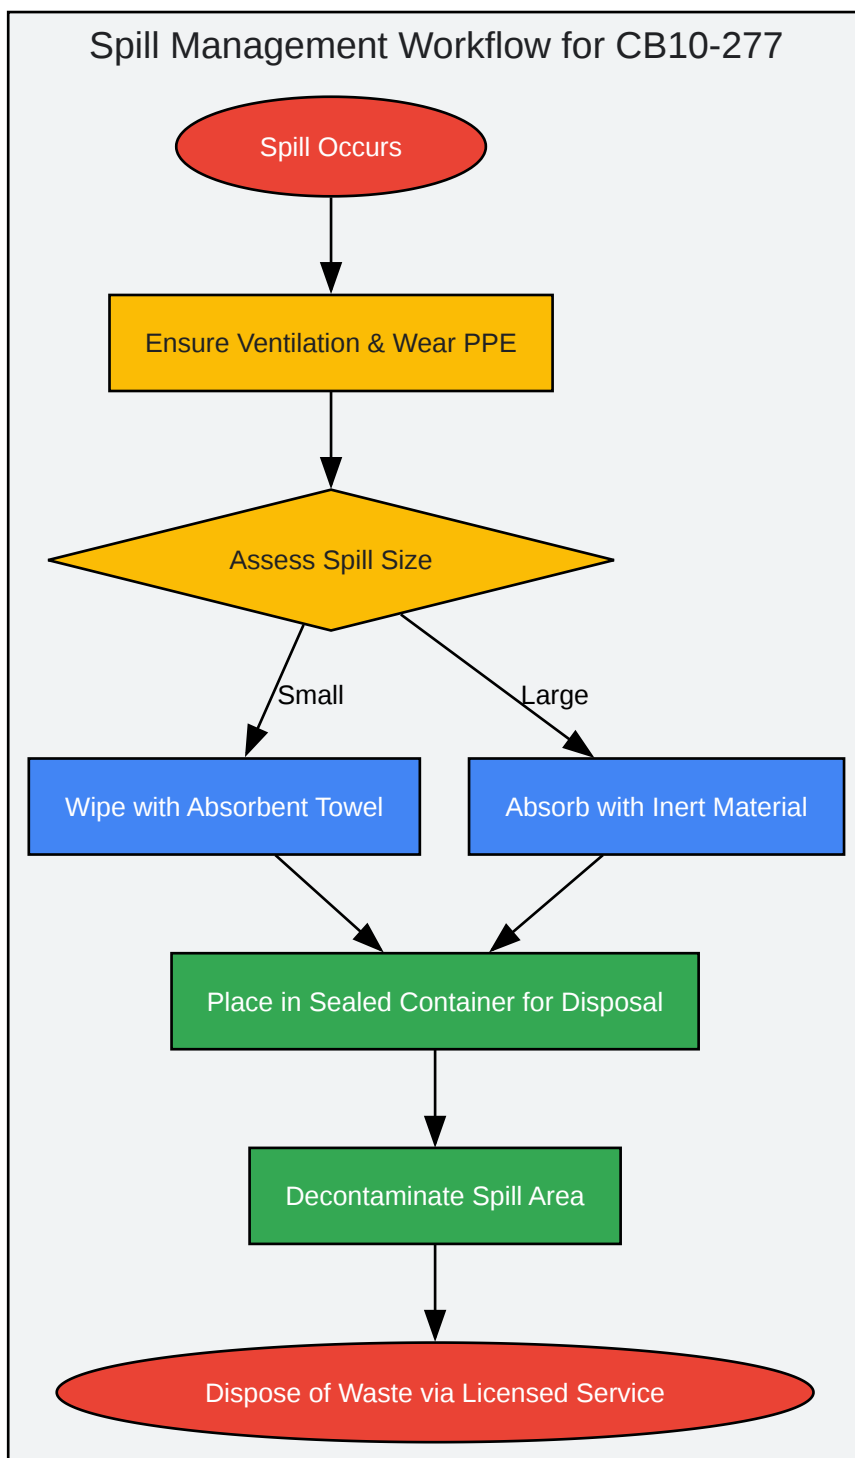 Spill Management Workflow for CB10-277
Spill Occurs
Ensure Ventilation & Wear PPE
Assess Spill Size
Small
Large
Wipe with Absorbent Towel
Absorb with Inert Material
Place in Sealed Container for Disposal
Decontaminate Spill Area
Dispose of Waste via Licensed Service